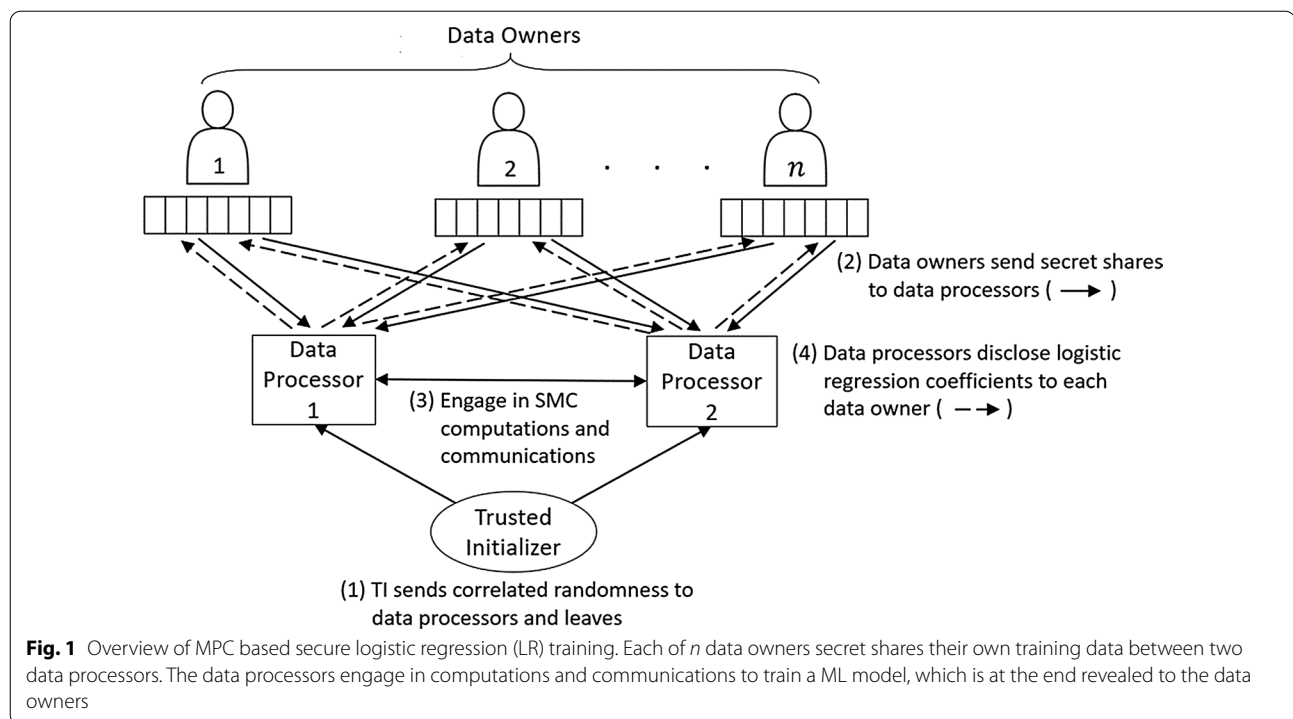 Data Owners
1
2
. . .
n
(2) Data owners send secret shares
to data processors ( → )
Data
Processor
1
Data
Processor
2
(4) Data processors disclose logistic
regression coefficients to each
data owner ( --➔ )
(3) Engage in SMC
computations and
communications
Trusted
Initializer
(1) TI sends correlated randomness to
data processors and leaves
Fig. 1 Overview of MPC based secure logistic regression (LR) training. Each of n data owners secret shares their own training data between two
data processors. The data processors engage in computations and communications to train a ML model, which is at the end revealed to the data
owners